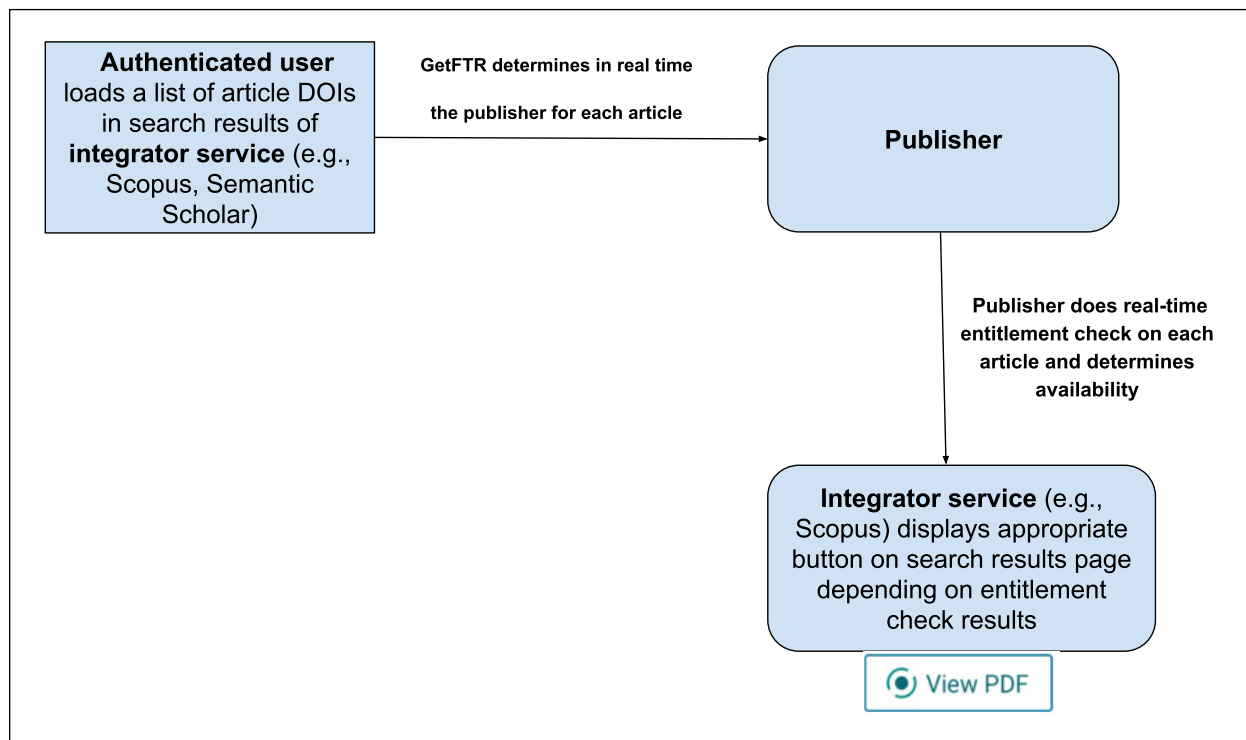 Authenticated user
loads a list of article DOIs
in search results of
integrator service (e.g.,
Scopus, Semantic
Scholar)
GetFTR determines in real time
the publisher for each article
Publisher
Publisher does real-time
entitlement check on each
article and determines
availability
Integrator service (e.g.,
Scopus) displays appropriate
button on search results page
depending on entitlement
check results
View PDF